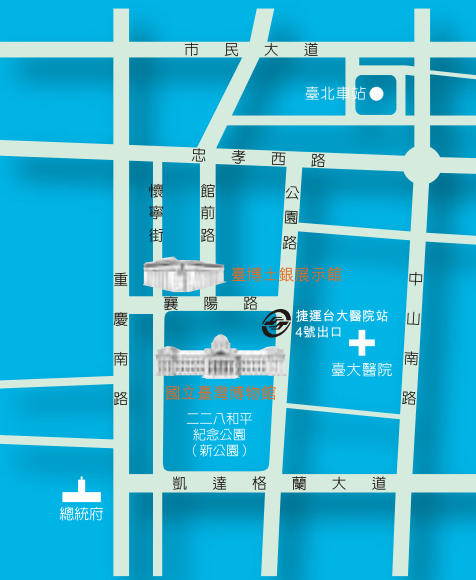 市民大道
臺北車站
忠孝西路
懷寧街
館前路
公園路
臺博土銀展示館
重慶南路
中山南路
襄陽路
捷運台大醫院站
4號出口
臺大醫院
國立臺灣博物館
二二八和平
紀念公園
（新公園）
凱達格蘭大道
總統府